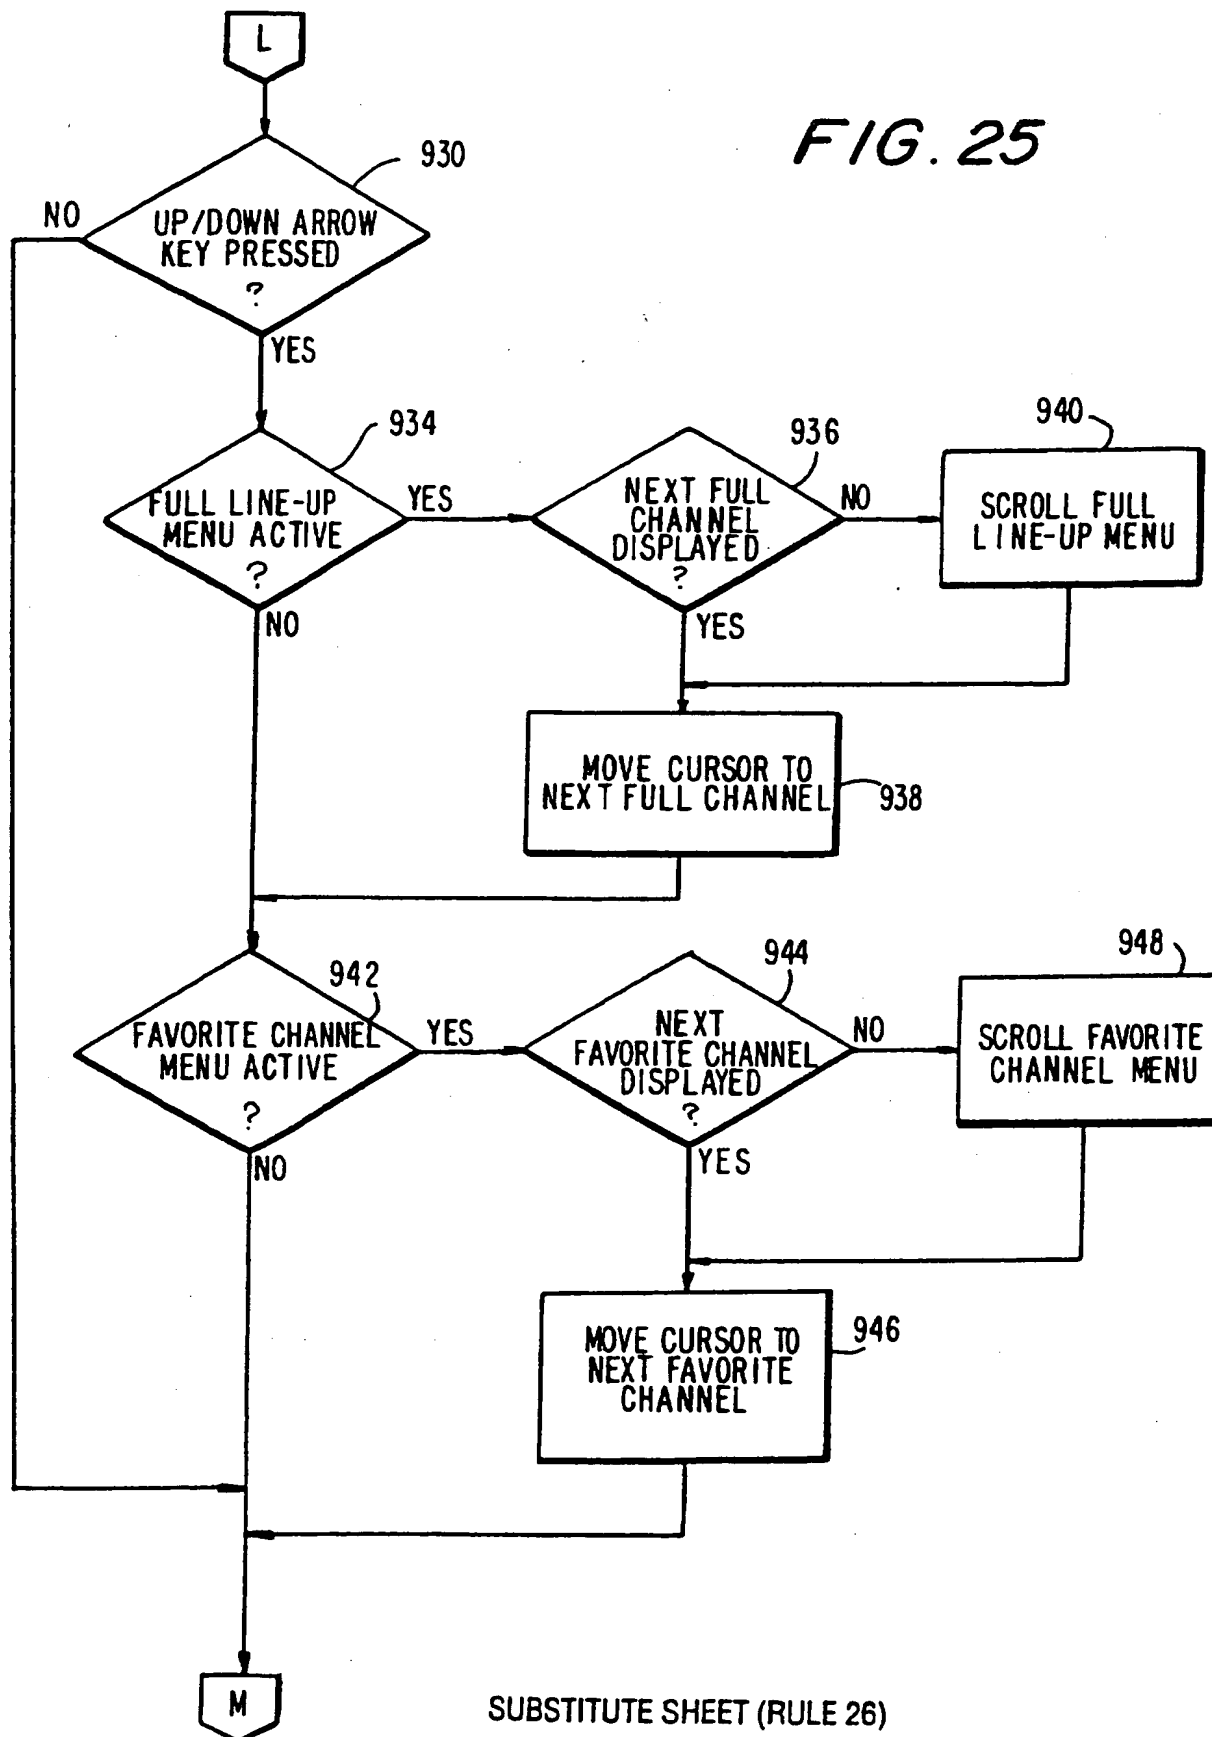 L
FIG. 25
930
NO
UP/DOWN ARROW
KEY PRESSED
?
YES
934
FULL LINE-UP
MENU ACTIVE
?
YES
NO
936
NEXT FULL
CHANNEL
DISPLAYED
?
NO
YES
940
SCROLL FULL
LINE-UP MENU
MOVE CURSOR TO
NEXT FULL CHANNEL
938
942
FAVORITE CHANNEL
MENU ACTIVE
?
YES
NO
944
NEXT
FAVORITE CHANNEL
DISPLAYED
?
NO
YES
948
SCROLL FAVORITE
CHANNEL MENU
MOVE CURSOR TO
NEXT FAVORITE
CHANNEL
946
M
SUBSTITUTE SHEET (RULE 26)